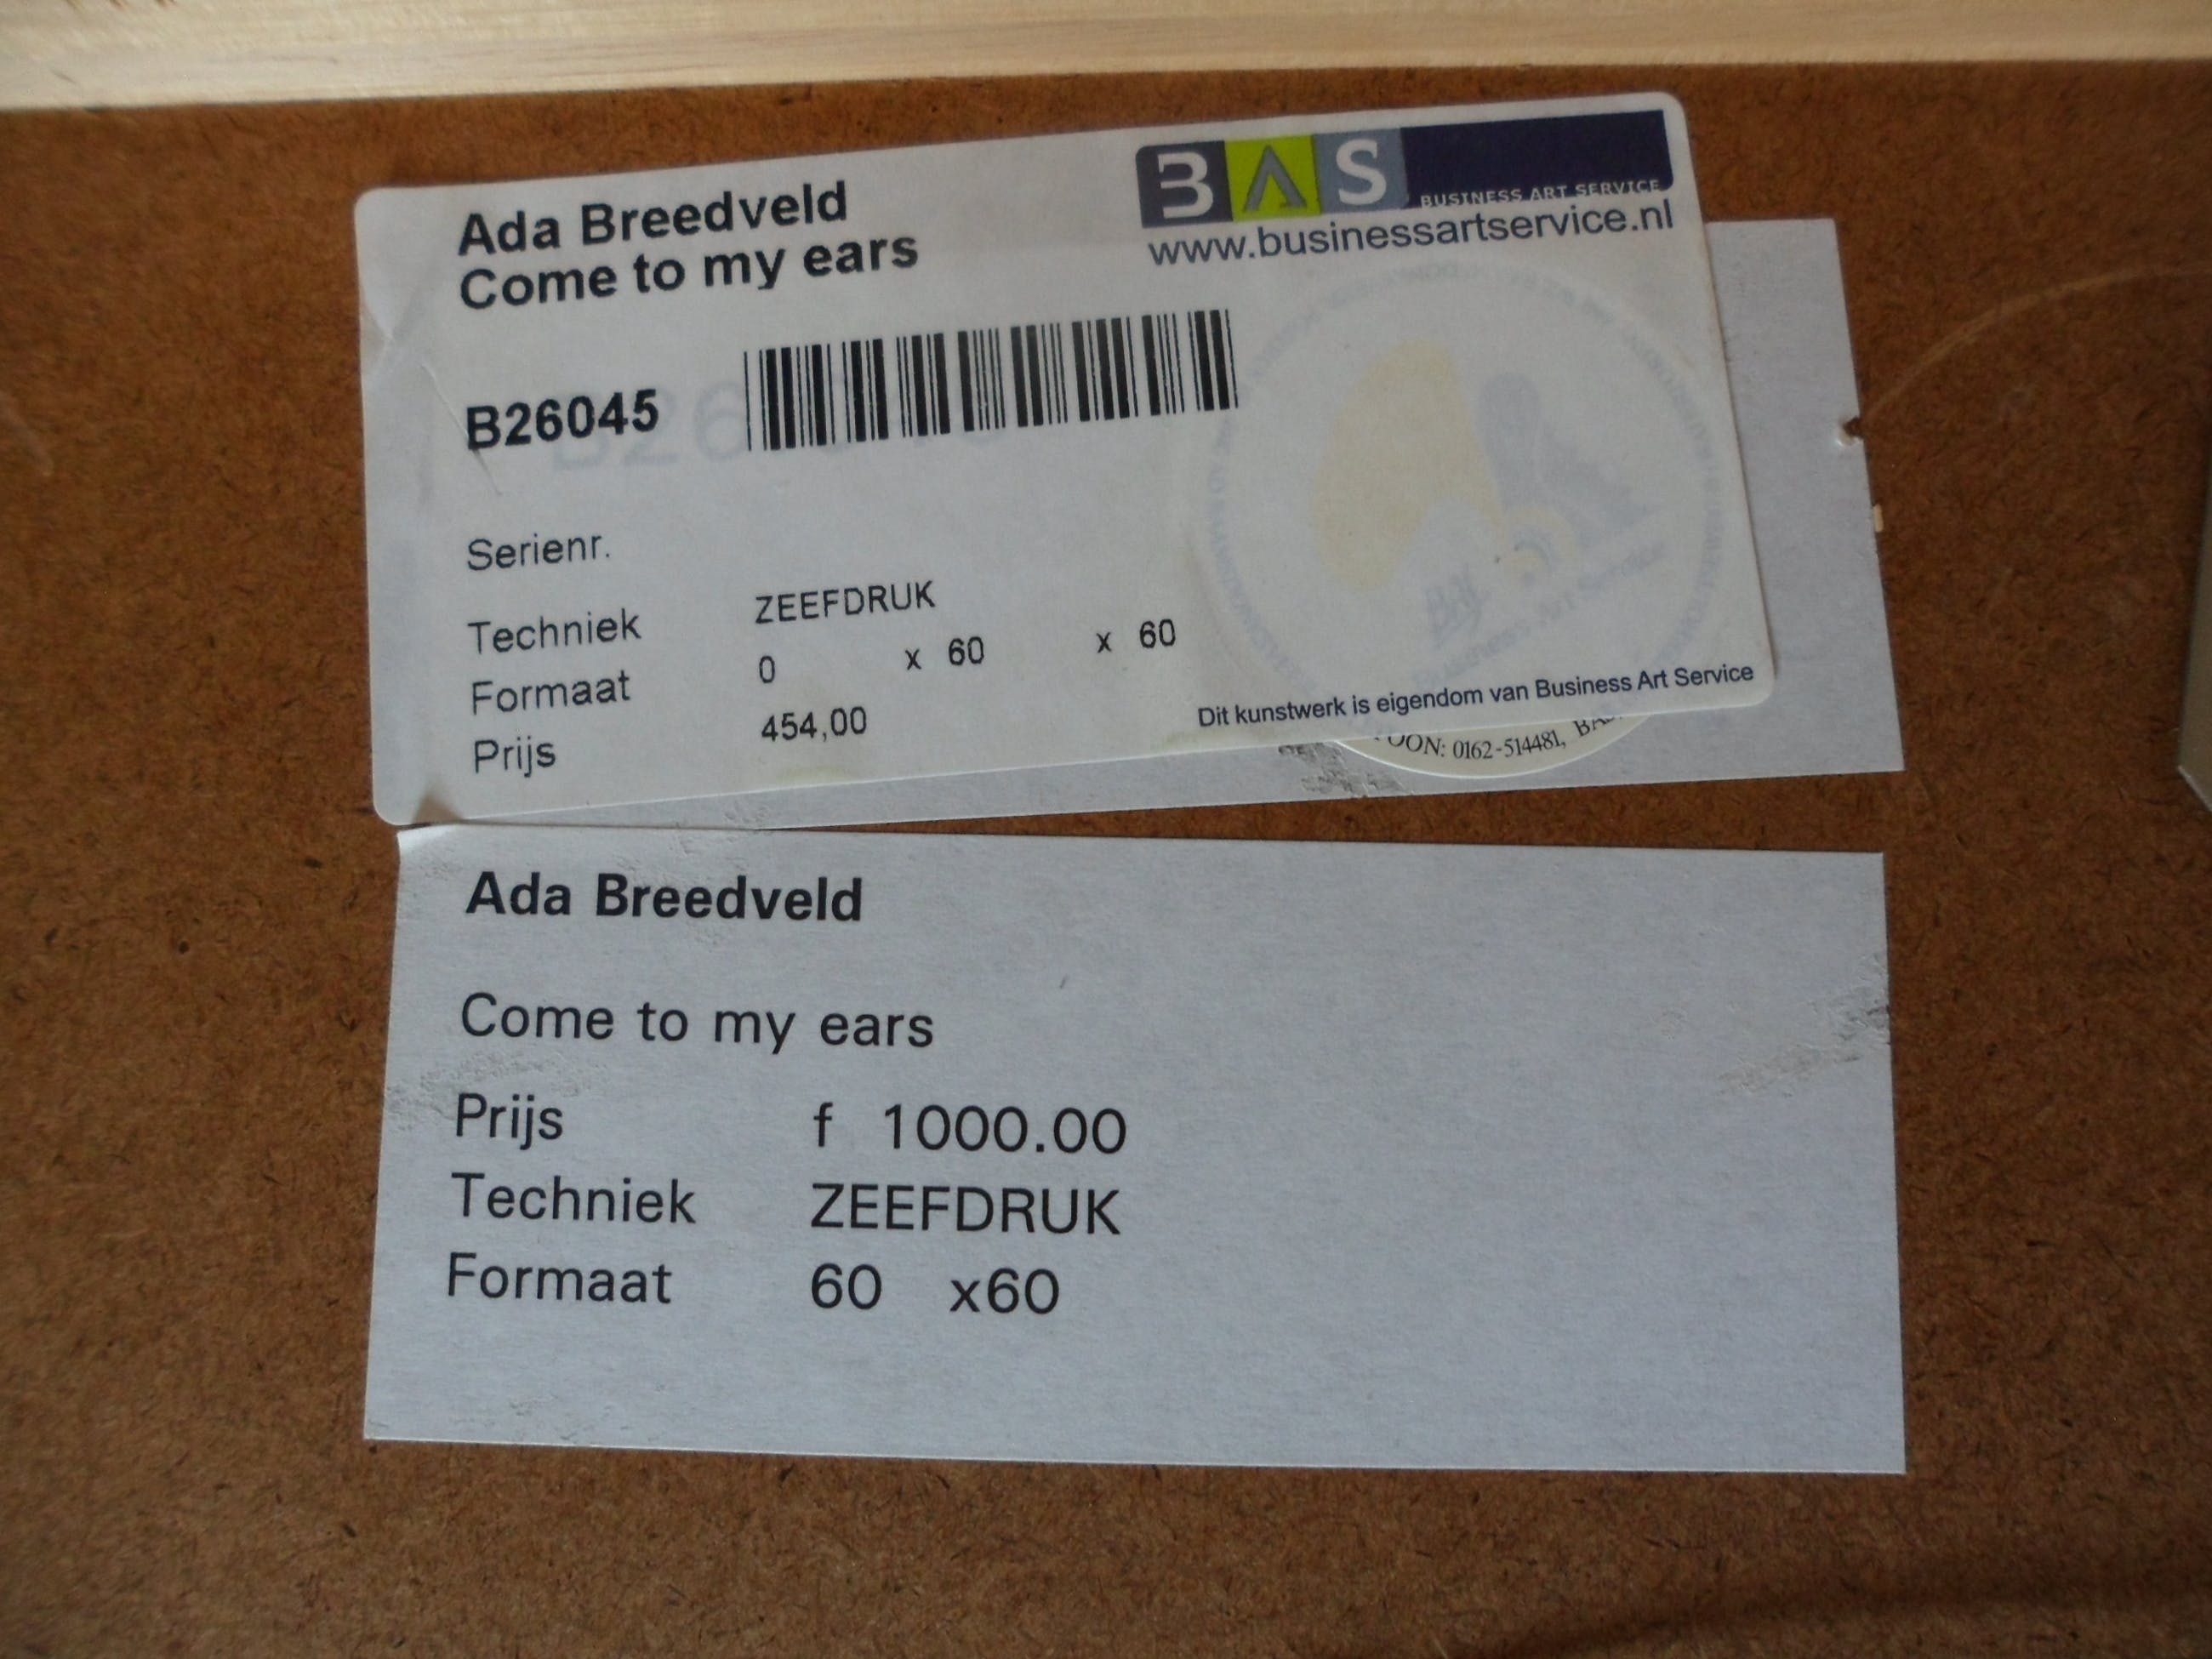 Ada Breedveld
Come to my ears
BAS
BUSINESS ART SERVICE
www.businessartservice.nl
B26045
Serienr.
Techniek ZEEFDRUK
Formaat 0 x 60 x 60
Prijs 454,00
Dit kunstwerk is eigendom van Business Art Service
0162-514481,
Ada Breedveld
Come to my ears
Prijs f 1000.00
Techniek ZEEFDRUK
Formaat 60 x60